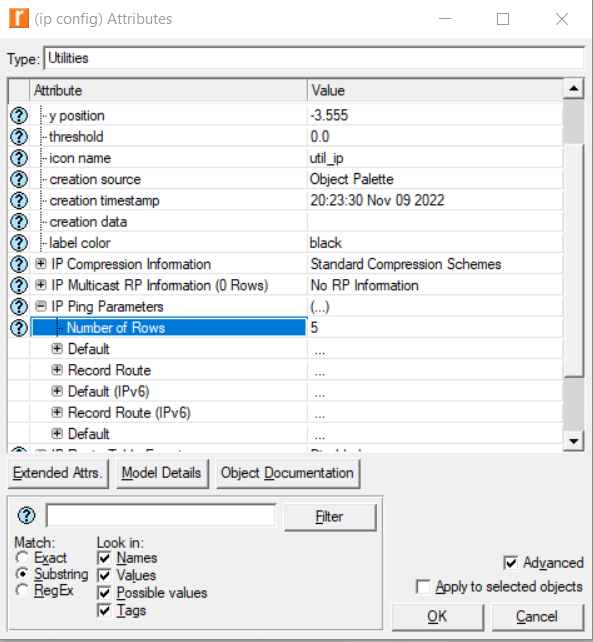 (ip config) Attributes
Type: Utilities
Attribute Value
y position -3.555
threshold 0.0
icon name util_ip
creation source Object Palette
creation timestamp 20:23:30 Nov 09 2022
creation data
label color black
IP Compression Information Standard Compression Schemes
IP Multicast RP Information (0 Rows) No RP Information
IP Ping Parameters (...)
Number of Rows 5
Default ...
Record Route ...
Default (IPv6) ...
Record Route (IPv6) ...
Default ...
Extended Attrs. Model Details Object Documentation
Filter
Match: Look in:
Exact Names
Substring Values
RegEx Possible values
Tags
Advanced
Apply to selected objects
OK Cancel